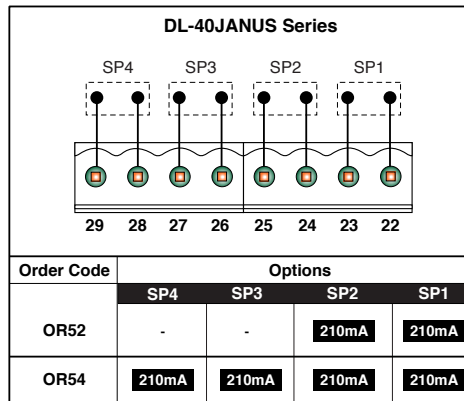 DL-40JANUS Series
SP4 SP3 SP2 SP1
29 28 27 26 25 24 23 22
Order Code Options
SP4 SP3 SP2 SP1
OR52 - - 210mA 210mA
OR54 210mA 210mA 210mA 210mA